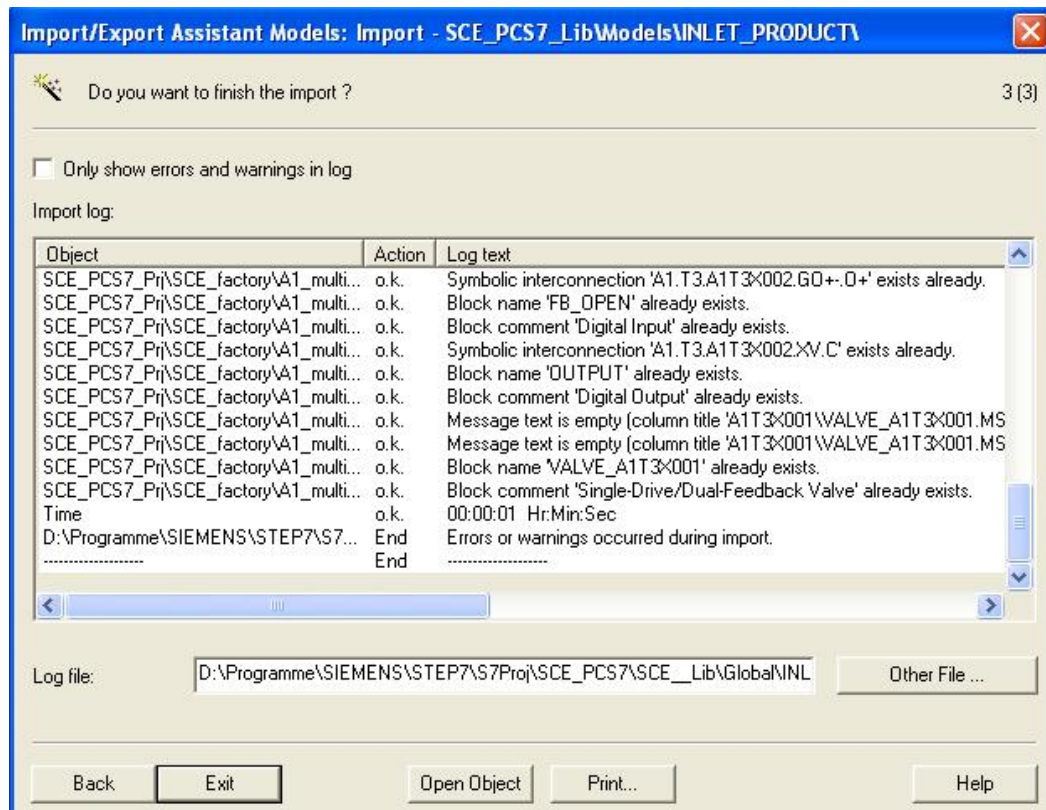 Import/Export Assistant Models: Import - SCE_PCS7_Lib\Models\INLET_PRODUCT\
Do you want to finish the import ? 3 (3)
Only show errors and warnings in log
Import log:
Object Action Log text
SCE_PCS7_Prj\SCE_factory\A1_multi... o.k. Symbolic interconnection 'A1.T3.A1T3X002.GO+-.O+' exists already.
SCE_PCS7_Prj\SCE_factory\A1_multi... o.k. Block name 'FB_OPEN' already exists.
SCE_PCS7_Prj\SCE_factory\A1_multi... o.k. Block comment 'Digital Input' already exists.
SCE_PCS7_Prj\SCE_factory\A1_multi... o.k. Symbolic interconnection 'A1.T3.A1T3X002.XV.C' exists already.
SCE_PCS7_Prj\SCE_factory\A1_multi... o.k. Block name 'OUTPUT' already exists.
SCE_PCS7_Prj\SCE_factory\A1_multi... o.k. Block comment 'Digital Output' already exists.
SCE_PCS7_Prj\SCE_factory\A1_multi... o.k. Message text is empty (column title 'A1T3X001\VALVE_A1T3X001.MS
SCE_PCS7_Prj\SCE_factory\A1_multi... o.k. Message text is empty (column title 'A1T3X001\VALVE_A1T3X001.MS
SCE_PCS7_Prj\SCE_factory\A1_multi... o.k. Block name 'VALVE_A1T3X001' already exists.
SCE_PCS7_Prj\SCE_factory\A1_multi... o.k. Block comment 'Single-Drive/Dual-Feedback Valve' already exists.
Time o.k. 00:00:01 Hr:Min:Sec
D:\Programme\SIEMENS\STEP7\S7... End Errors or warnings occurred during import.
------------------- End -------------------
Log file: D:\Programme\SIEMENS\STEP7\S7Proj\SCE_PCS7\SCE__Lib\Global\INL Other File ...
Back Exit Open Object Print... Help